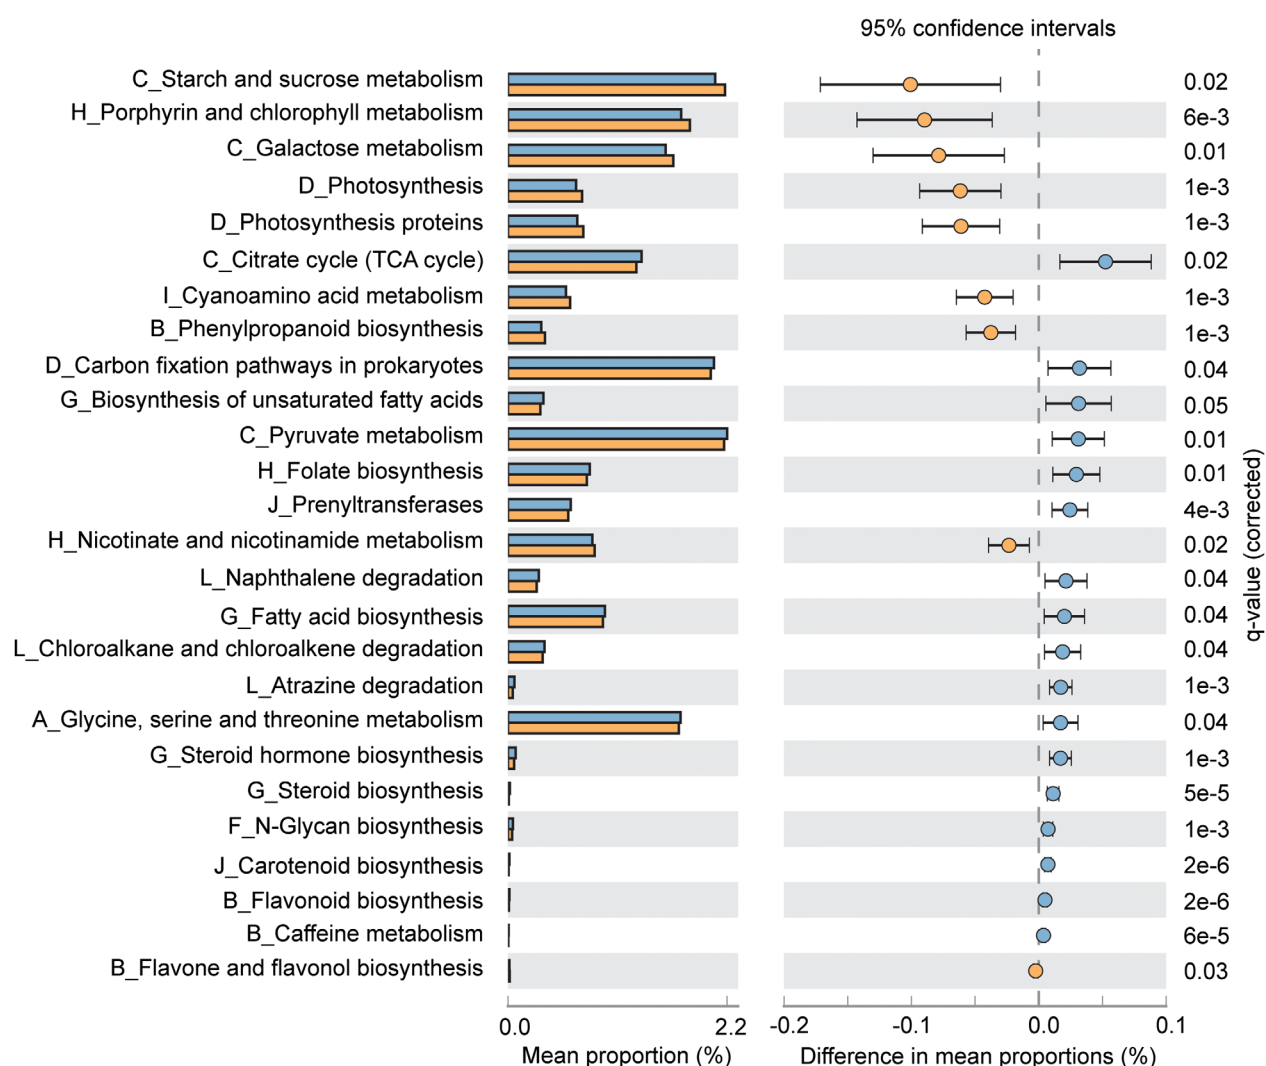 95% confidence intervals
C_Starch and sucrose metabolism 0.02
H_Porphyrin and chlorophyll metabolism 6e-3
C_Galactose metabolism 0.01
D_Photosynthesis 1e-3
D_Photosynthesis proteins 1e-3
C_Citrate cycle (TCA cycle) 0.02
I_Cyanoamino acid metabolism 1e-3
B_Phenylpropanoid biosynthesis 1e-3
D_Carbon fixation pathways in prokaryotes 0.04
G_Biosynthesis of unsaturated fatty acids 0.05
C_Pyruvate metabolism 0.01
H_Folate biosynthesis 0.01
J_Prenyltransferases 4e-3
H_Nicotinate and nicotinamide metabolism 0.02
L_Naphthalene degradation 0.04
G_Fatty acid biosynthesis 0.04
L_Chloroalkane and chloroalkene degradation 0.04
L_Atrazine degradation 1e-3
A_Glycine, serine and threonine metabolism 0.04
G_Steroid hormone biosynthesis 1e-3
G_Steroid biosynthesis 5e-5
F_N-Glycan biosynthesis 1e-3
J_Carotenoid biosynthesis 2e-6
B_Flavonoid biosynthesis 2e-6
B_Caffeine metabolism 6e-5
B_Flavone and flavonol biosynthesis 0.03
q-value (corrected)
0.0 2.2 -0.2 -0.1 0.0 0.1
Mean proportion (%) Difference in mean proportions (%)